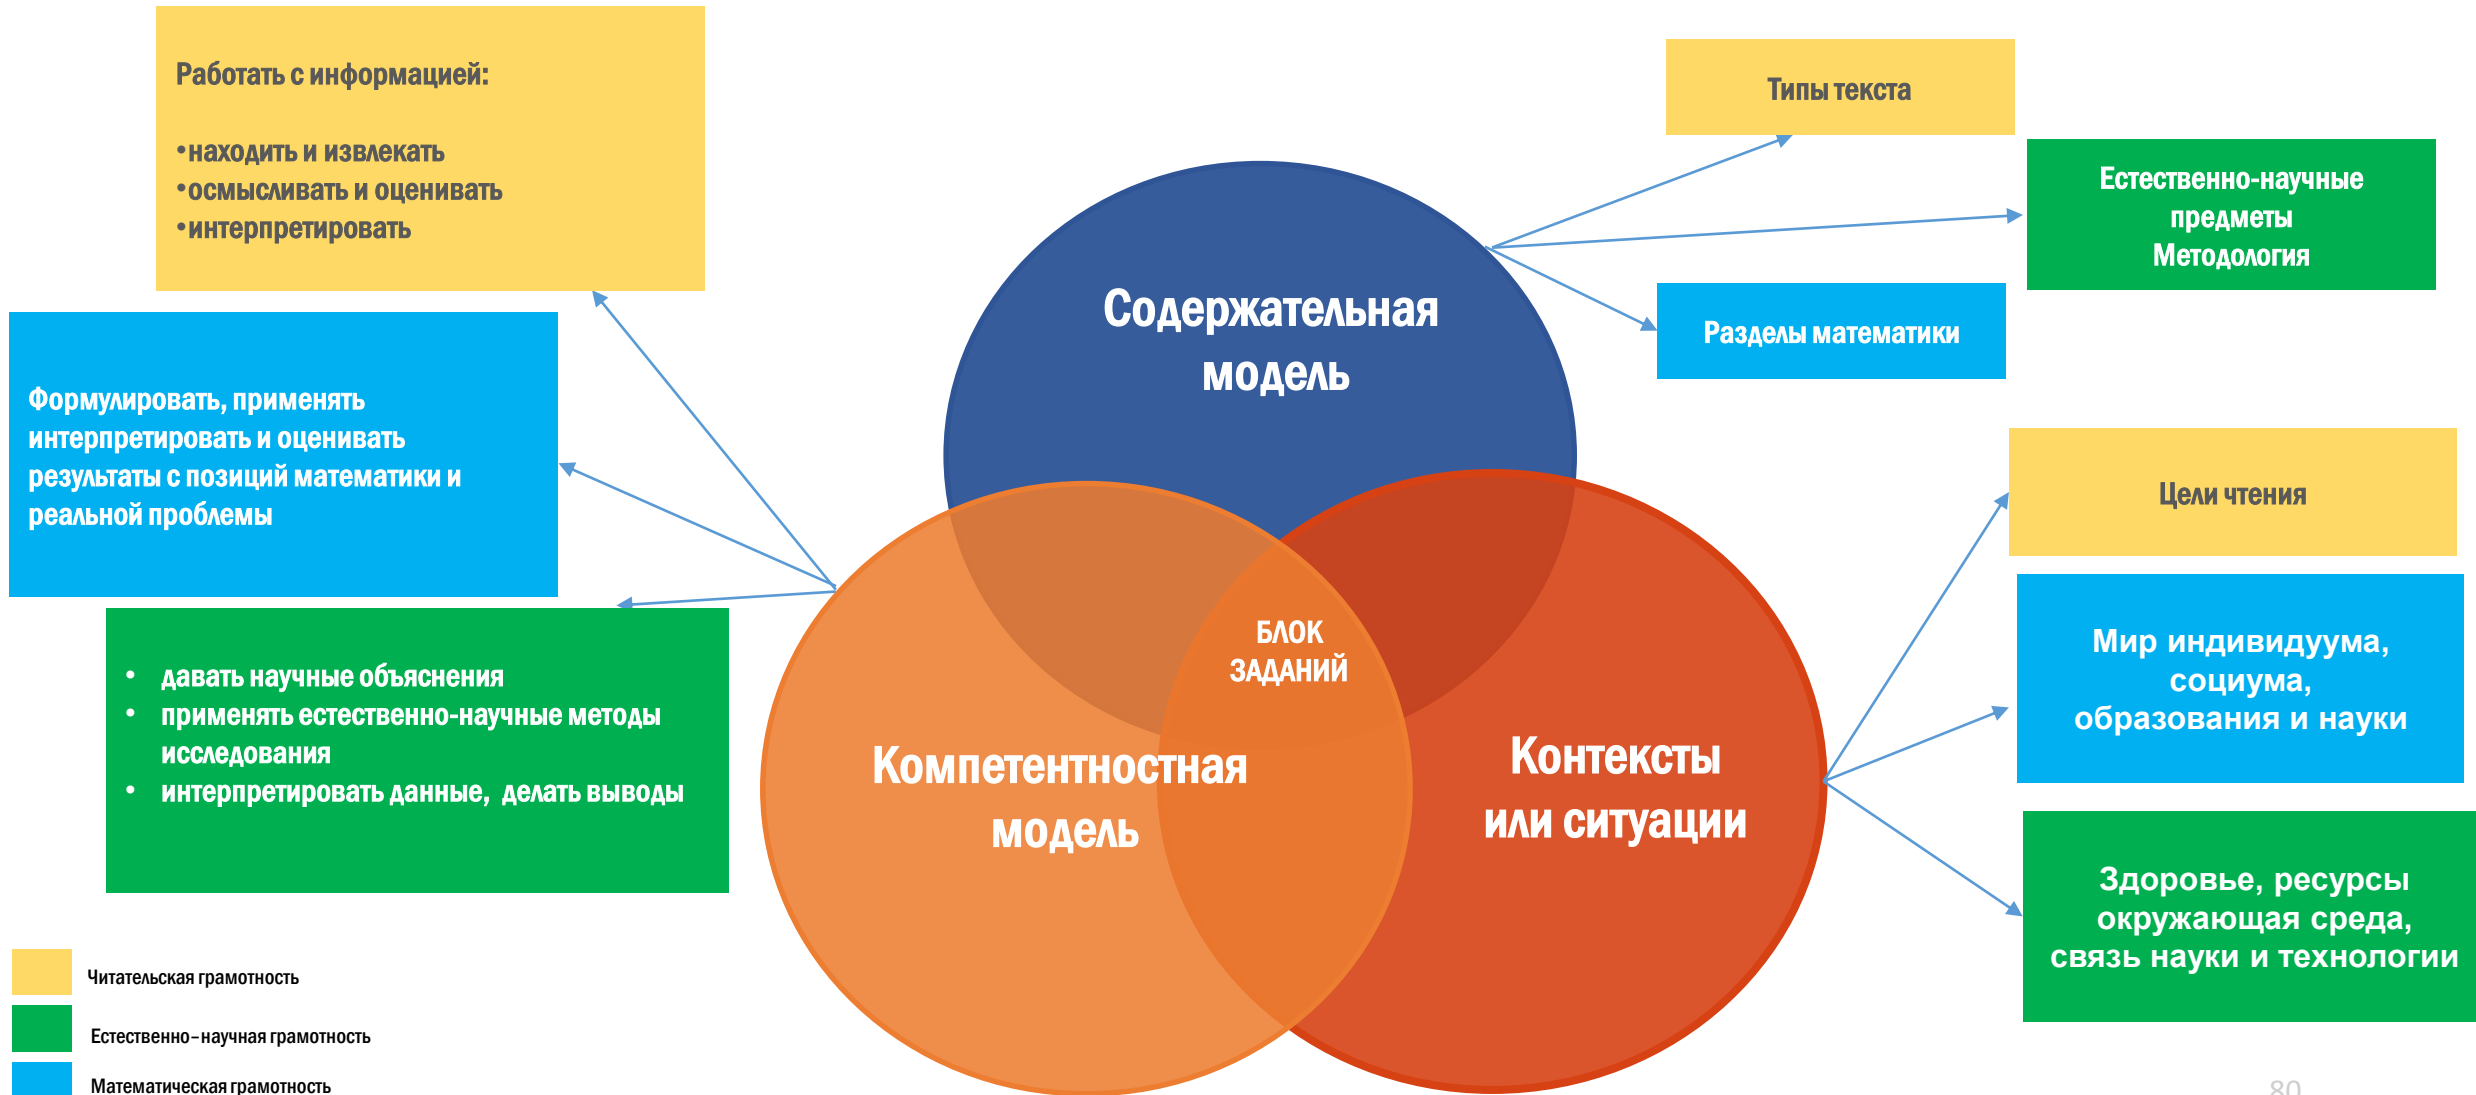 Работать с информацией:
•находить и извлекать
•осмысливать и оценивать
•интерпретировать
Формулировать, применять
интерпретировать и оценивать
результаты с позиций математики и
реальной проблемы
• давать научные объяснения
• применять естественно-научные методы
исследования
• интерпретировать данные, делать выводы
Читательская грамотность
Естественно–научная грамотность
Математическая грамотность
Содержательная
модель
БЛОК
ЗАДАНИЙ
Компетентностная
модель
Контексты
или ситуации
Типы текста
Естественно-научные
предметы
Методология
Разделы математики
Цели чтения
Мир индивидуума,
социума,
образования и науки
Здоровье, ресурсы
окружающая среда,
связь науки и технологии
80